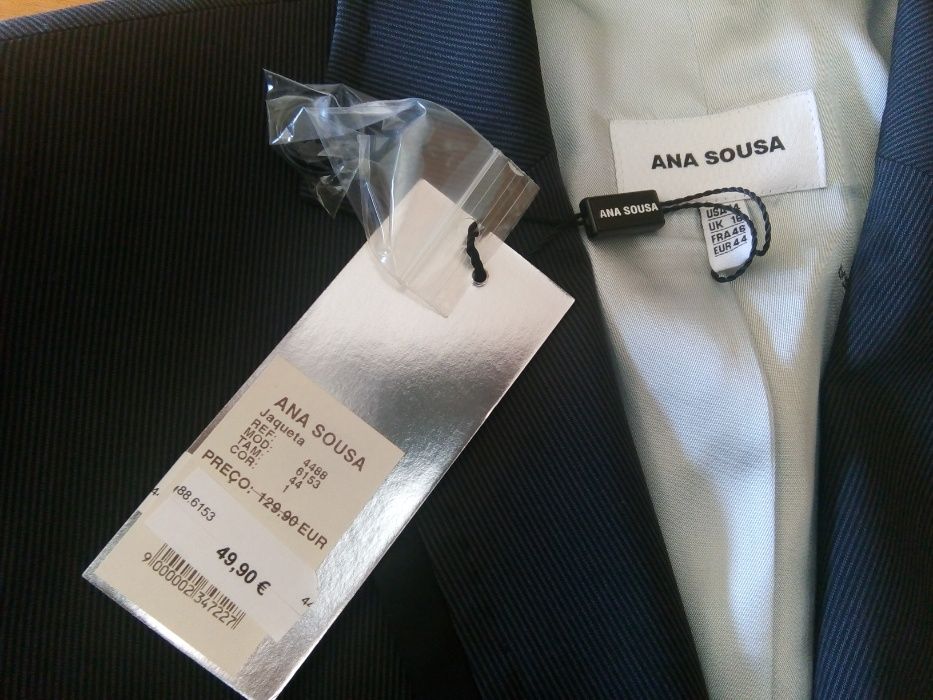 ANA SOUSA
ANA SOUSA
UK
FRA 46
EUR 44
ANA SOUSA
Jaqueta
REF: 4488
MOD: 6153
TAM: 44
COR: 1
PREÇO: 129.90 EUR
88.6153
49,90 €
9 000002 347227